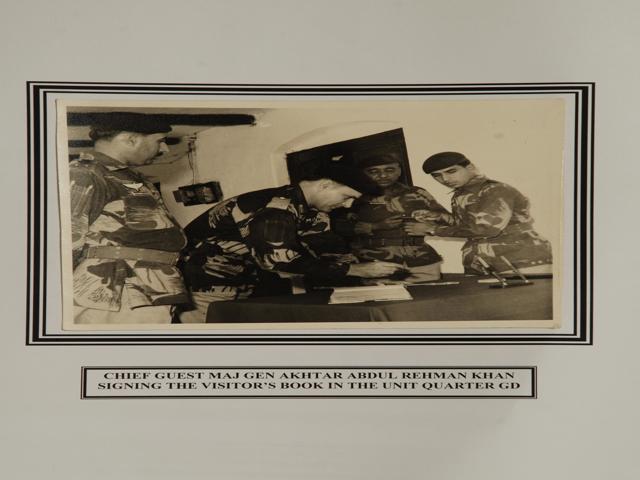 CHIEF GUEST MAJ GEN AKHTAR ABDUL REHMAN KHAN
SIGNING THE VISITOR'S BOOK IN THE UNIT QUARTER GD